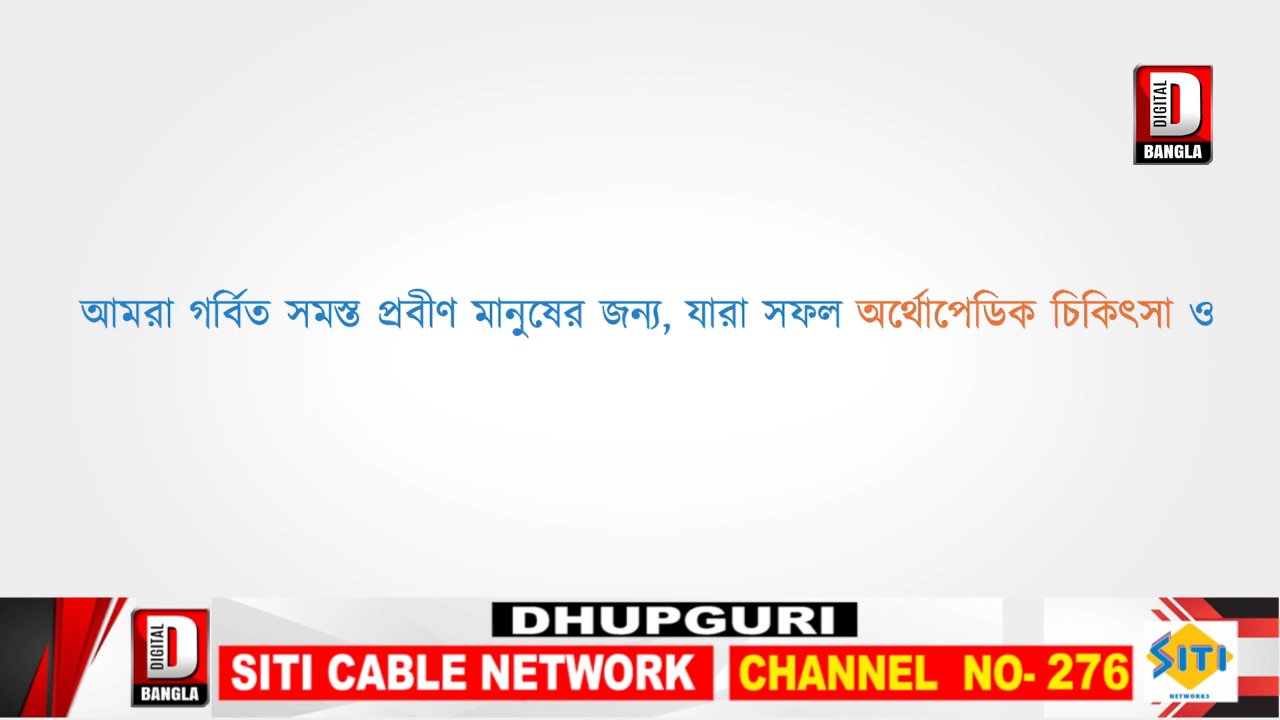 DIGITAL
BANGLA
আমরা গর্বিত সমস্ত প্রবীণ মানুষের জন্য, যারা সফল অর্থোপেডিক চিকিৎসা ও
DHUPGURI
DIGITAL
BANGLA
SITI CABLE NETWORK CHANNEL NO- 276
SITI
NETWORKS